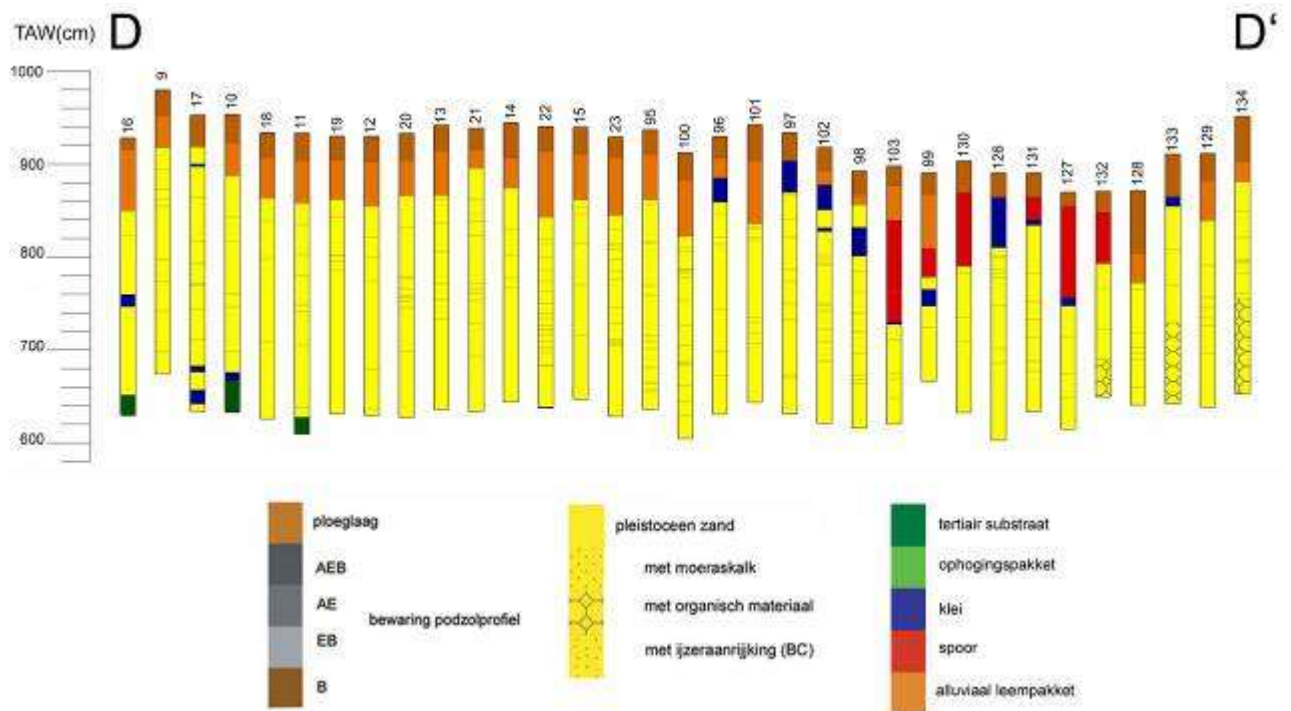 TAW(cm) D D'
1000
900
800
700
600
16 9 17 10 18 11 19 12 20 13 21 14 22 15 23 95 100 96 101 97 102 98 103 99 130 126 131 127 132 128 133 129 134
ploeglaag
AEB
AE
EB
B
bewaring podzolprofiel
pleistoceen zand
met moeraskalk
met organisch materiaal
met ijzeraanrijking (BC)
tertiair substraat
ophogingspakket
klei
spoor
alluviaal leempakket